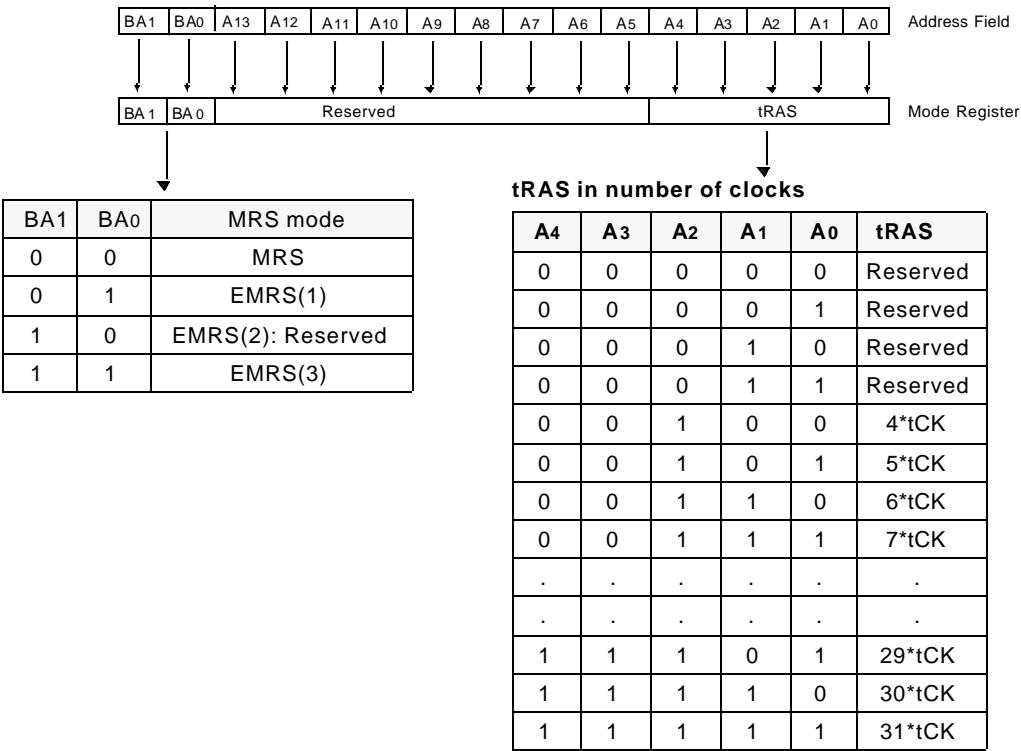 BA1 BA0 A13 A12 A11 A10 A9 A8 A7 A6 A5 A4 A3 A2 A1 A0 Address Field
BA1 BA0 Reserved tRAS Mode Register
BA1 BA0 MRS mode
0 0 MRS
0 1 EMRS(1)
1 0 EMRS(2): Reserved
1 1 EMRS(3)
tRAS in number of clocks
A4 A3 A2 A1 A0 tRAS
0 0 0 0 0 Reserved
0 0 0 0 1 Reserved
0 0 0 1 0 Reserved
0 0 0 1 1 Reserved
0 0 1 0 0 4*tCK
0 0 1 0 1 5*tCK
0 0 1 1 0 6*tCK
0 0 1 1 1 7*tCK
. . . . . .
. . . . . .
1 1 1 0 1 29*tCK
1 1 1 1 0 30*tCK
1 1 1 1 1 31*tCK